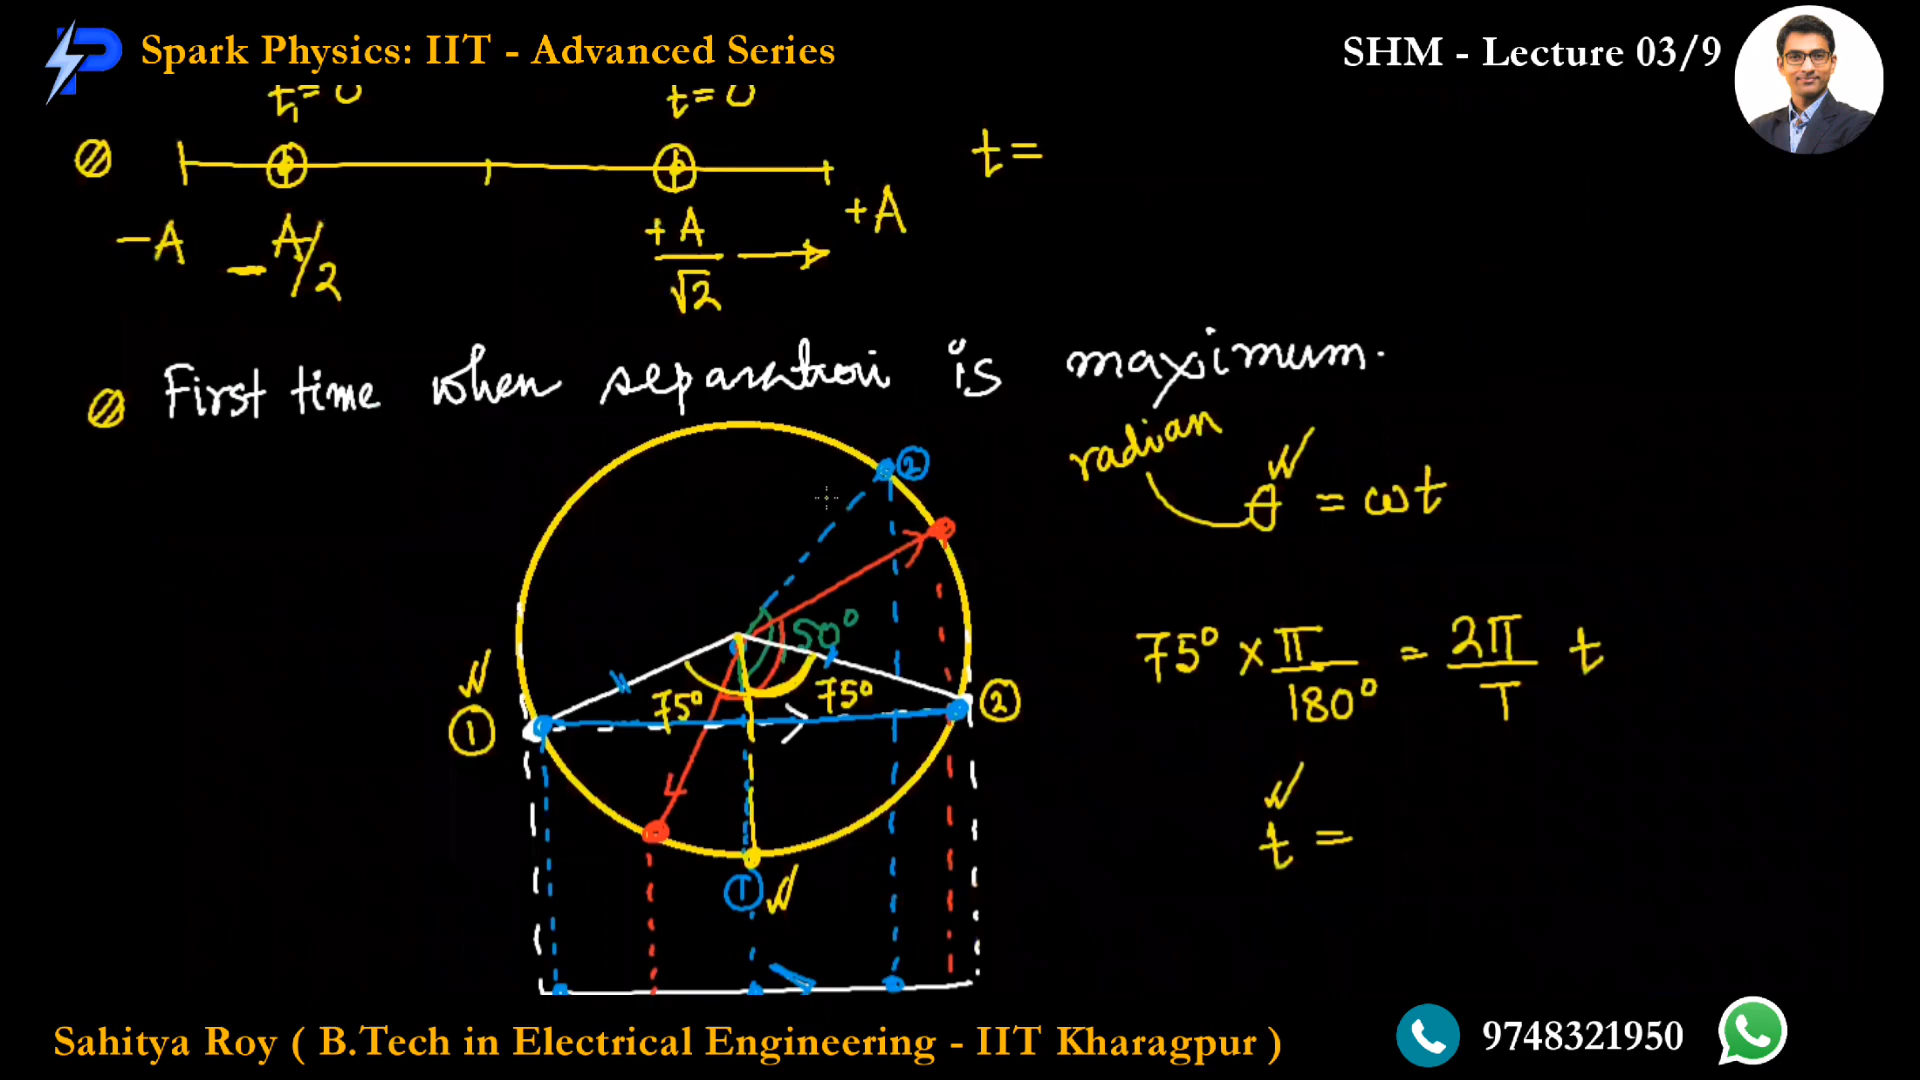 Spark Physics: IIT - Advanced Series
SHM - Lecture 03/9
t₁= 0
t= 0
t=
-A
-A/2
+A/√2
+A
First time when separation is maximum.
radian
θ = ωt
②
50°
75° × π/180° = 2π/T t
75°
75°
①
②
t =
①
Sahitya Roy ( B.Tech in Electrical Engineering - IIT Kharagpur )
9748321950